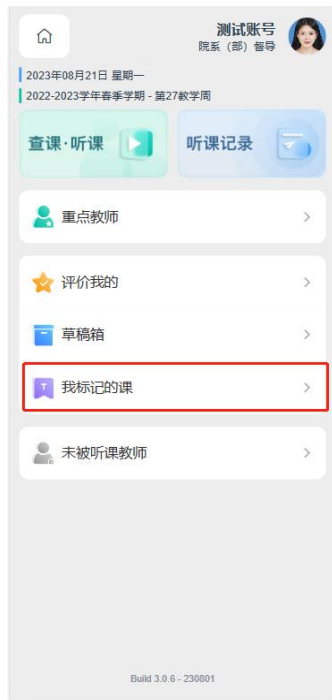 测试账号
院系（部）督导
2023年08月21日 星期一
2022-2023学年春季学期 - 第27教学周
查课·听课
听课记录
重点教师
评价我的
草稿箱
我标记的课
未被听课教师
Build 3.0.6 - 230801